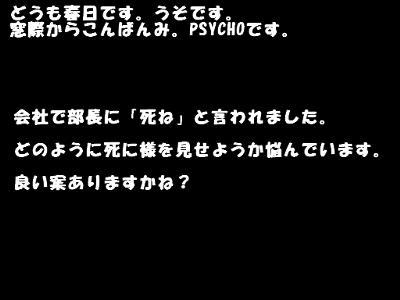 どうも春日です。うそです。
窓際からこんばんみ。PSYCHOです。
会社で部長に「死ね」と言われました。
どのように死に様を見せようか悩んでいます。
良い案ありますかね？